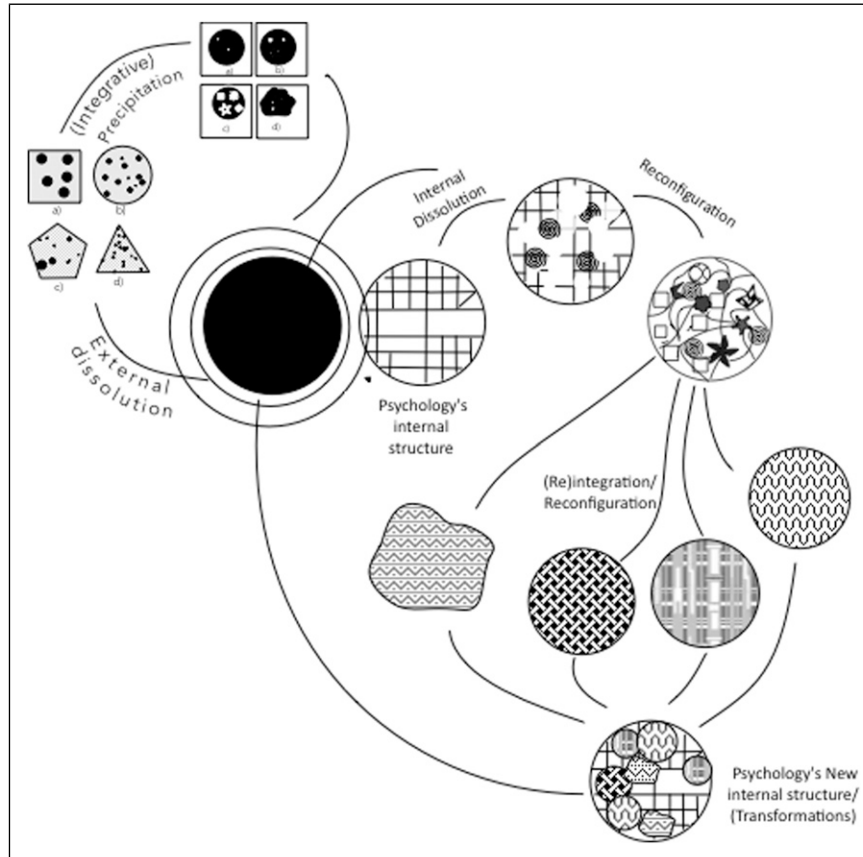 a)
b)
c)
d)
(Integrative)
Precipitation
a)
b)
c)
d)
External
dissolution
Internal
Dissolution
Reconfiguration
Psychology's
internal
structure
(Re)integration/
Reconfiguration
Psychology's New
internal structure/
(Transformations)